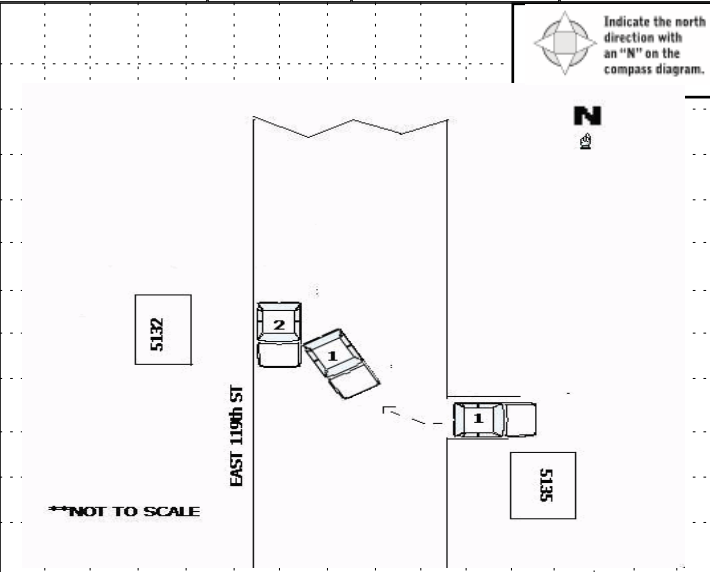 Indicate the north
direction with
an “N” on the
compass diagram.
N
5132
2
1
EAST 119th ST
1
5135
**NOT TO SCALE